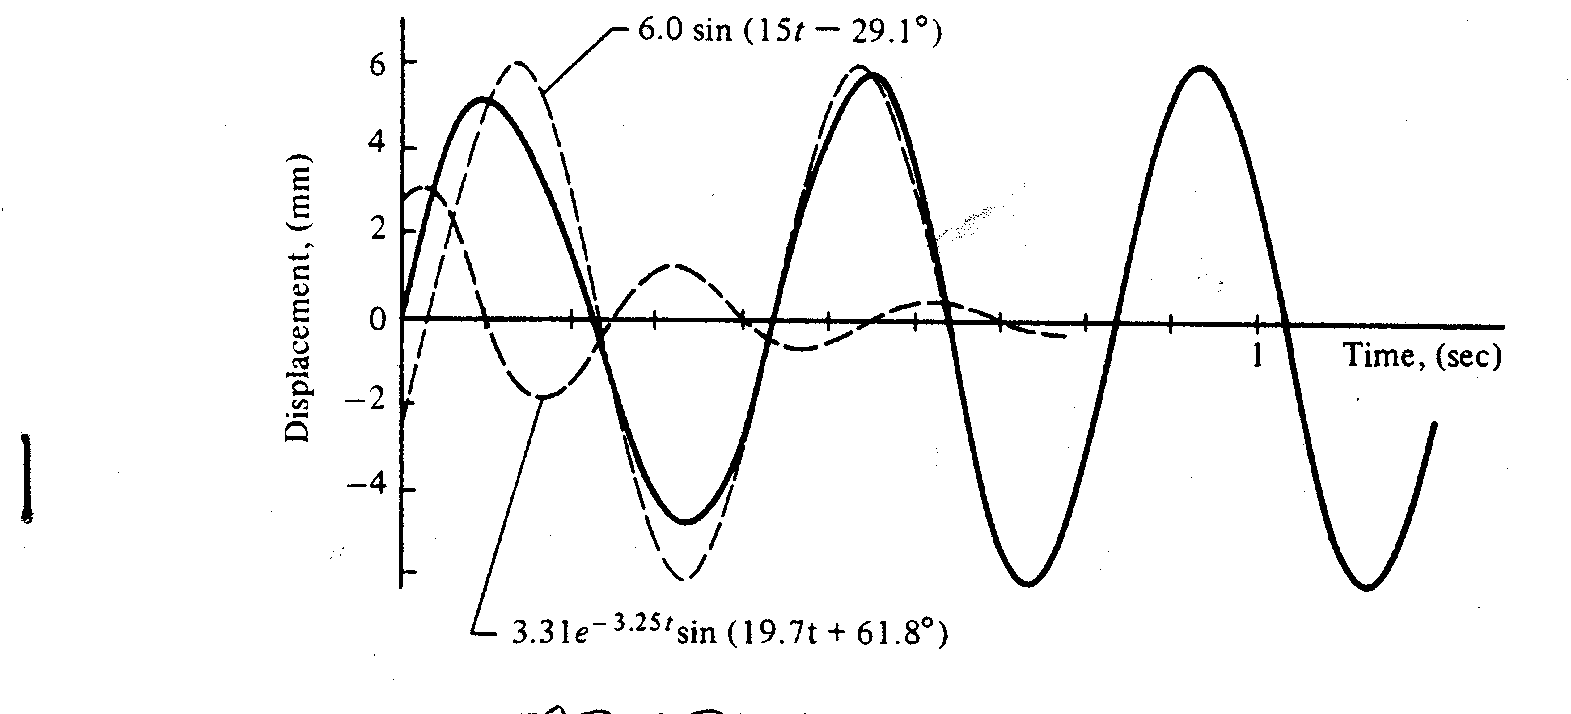 6.0 sin (15t − 29.1°)
6
4
2
0
−2
−4
Displacement, (mm)
1
Time, (sec)
3.31e^{−3.25t} sin (19.7t + 61.8°)